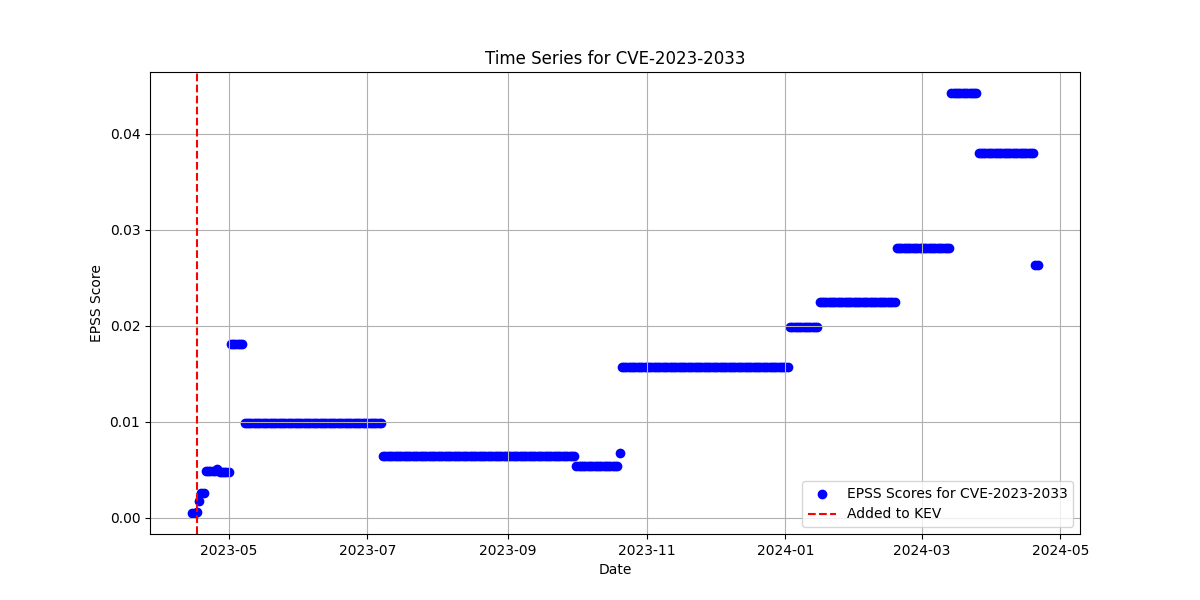 Time Series for CVE-2023-2033
EPSS Score
0.04
0.03
0.02
0.01
0.00
EPSS Scores for CVE-2023-2033
Added to KEV
2023-05
2023-07
2023-09
2023-11
2024-01
2024-03
2024-05
Date